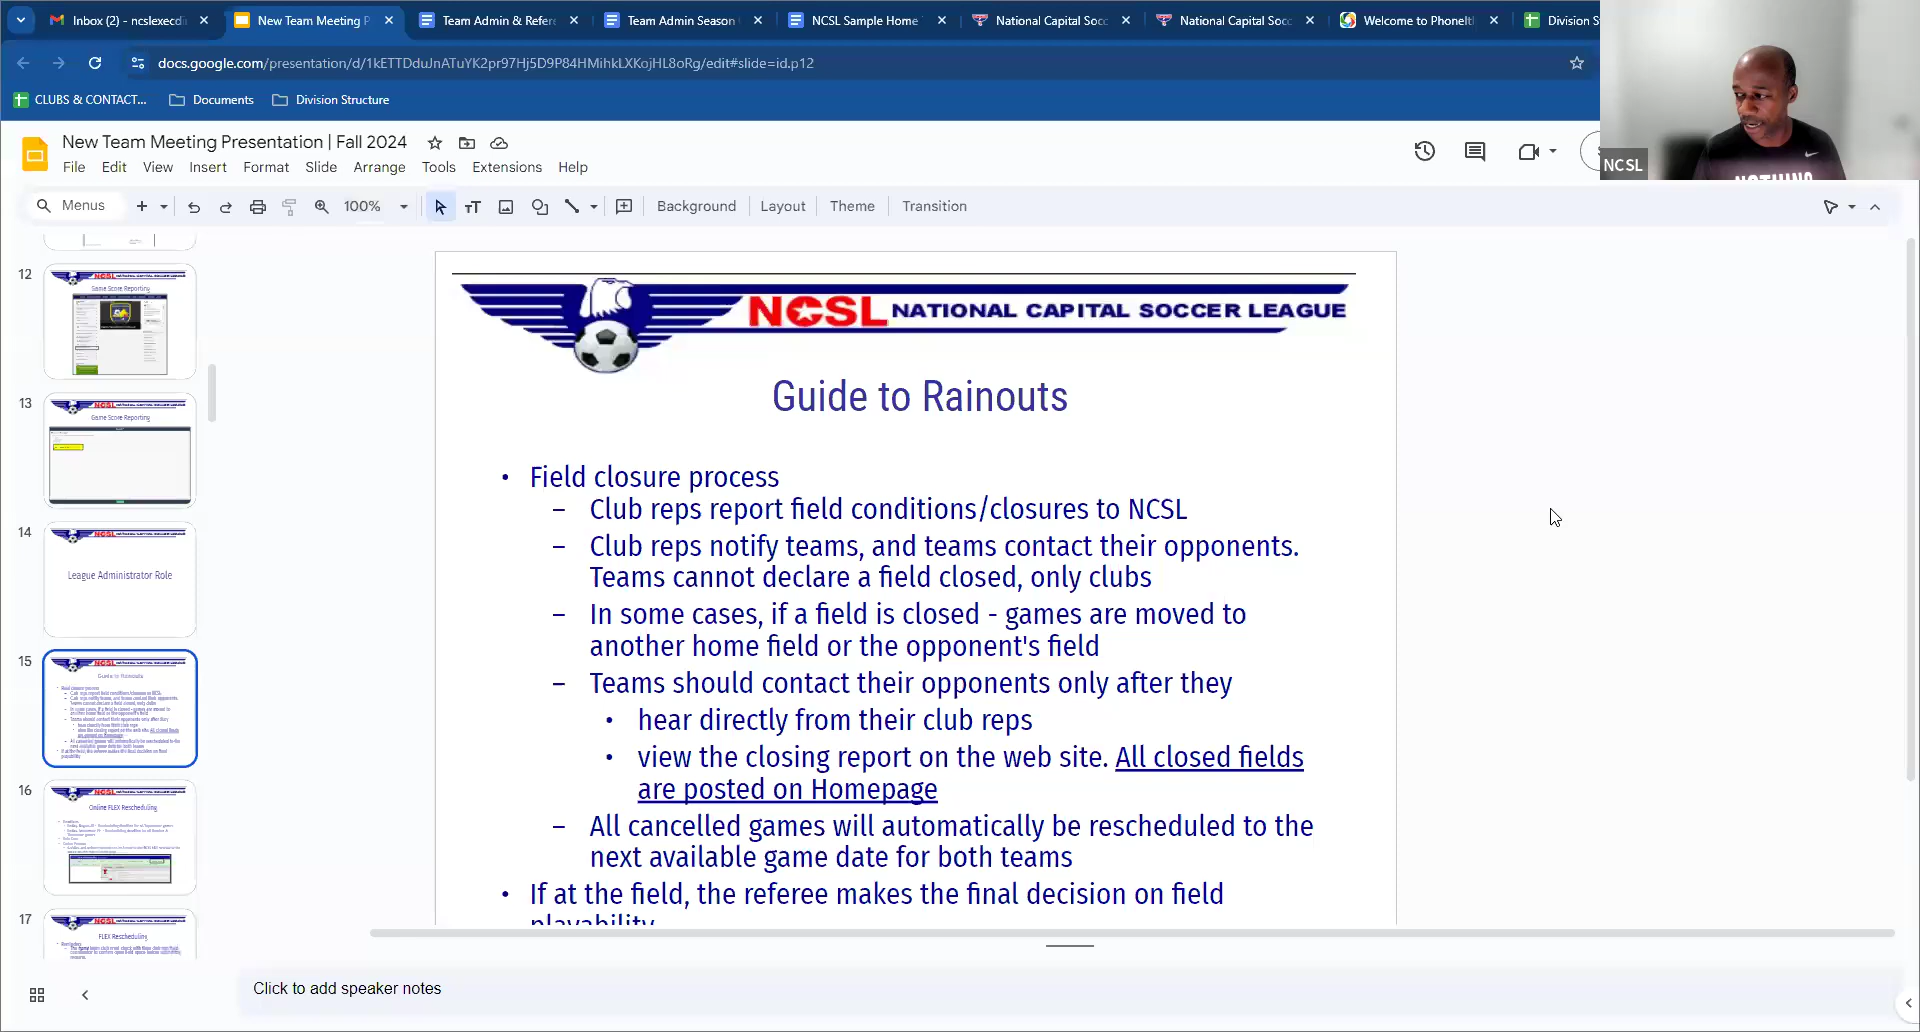 Inbox (2) - ncslexecdi
New Team Meeting P
Team Admin & Refer
Team Admin Season
NCSL Sample Home
National Capital Socc
National Capital Socc
Welcome to PhoneIt
Division S
docs.google.com/presentation/d/1kETTDduJnATuYK2pr97Hj5D9P84HMihkLXKojHL8oRg/edit#slide=id.p12
CLUBS & CONTACT...
Documents
Division Structure
NCSL
NOTHING
New Team Meeting Presentation | Fall 2024
File Edit View Insert Format Slide Arrange Tools Extensions Help
Menus
100%
Background
Layout
Theme
Transition
12
Game Score Reporting
13
Game Score Reporting
14
League Administrator Role
15
Guide to Rainouts
16
Online FLEX Rescheduling
17
FLEX Rescheduling
NCSL NATIONAL CAPITAL SOCCER LEAGUE
Guide to Rainouts
• Field closure process
– Club reps report field conditions/closures to NCSL
– Club reps notify teams, and teams contact their opponents.
Teams cannot declare a field closed, only clubs
– In some cases, if a field is closed - games are moved to
another home field or the opponent's field
– Teams should contact their opponents only after they
• hear directly from their club reps
• view the closing report on the web site. All closed fields
are posted on Homepage
– All cancelled games will automatically be rescheduled to the
next available game date for both teams
• If at the field, the referee makes the final decision on field
playability
Click to add speaker notes